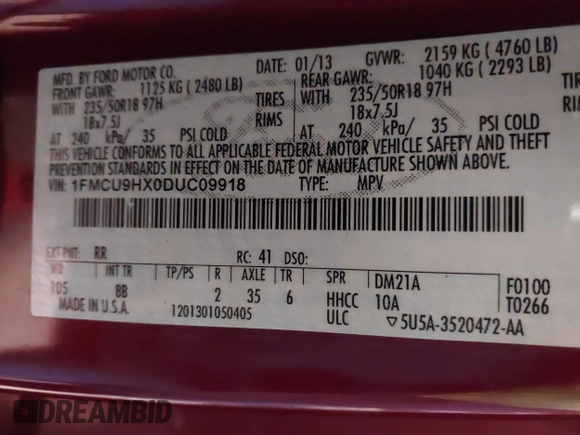 MFD. BY FORD MOTOR CO.
DATE: 01/13 GVWR: 2159 KG ( 4760 LB)
FRONT GAWR: 1125 KG ( 2480 LB) REAR GAWR: 1040 KG ( 2293 LB)
WITH 235/50R18 97H TIRES WITH 235/50R18 97H TIRES
18x7.5J RIMS 18x7.5J RIMS
AT 240 kPa/ 35 PSI COLD AT 240 kPa/ 35 PSI COLD
THIS VEHICLE CONFORMS TO ALL APPLICABLE FEDERAL MOTOR VEHICLE SAFETY AND THEFT
PREVENTION STANDARDS IN EFFECT ON THE DATE OF MANUFACTURE SHOWN ABOVE.
VIN: 1FMCU9HX0DUC09918 TYPE: MPV
EXT PNT: RR RC: 41 DSO:
WB INT TR TP/PS R AXLE TR SPR DM21A F0100
105 8B 2 35 6 HHCC 10A T0266
MADE IN U.S.A. 1201301050405 ULC 5U5A-3520472-AA
DREAMBID